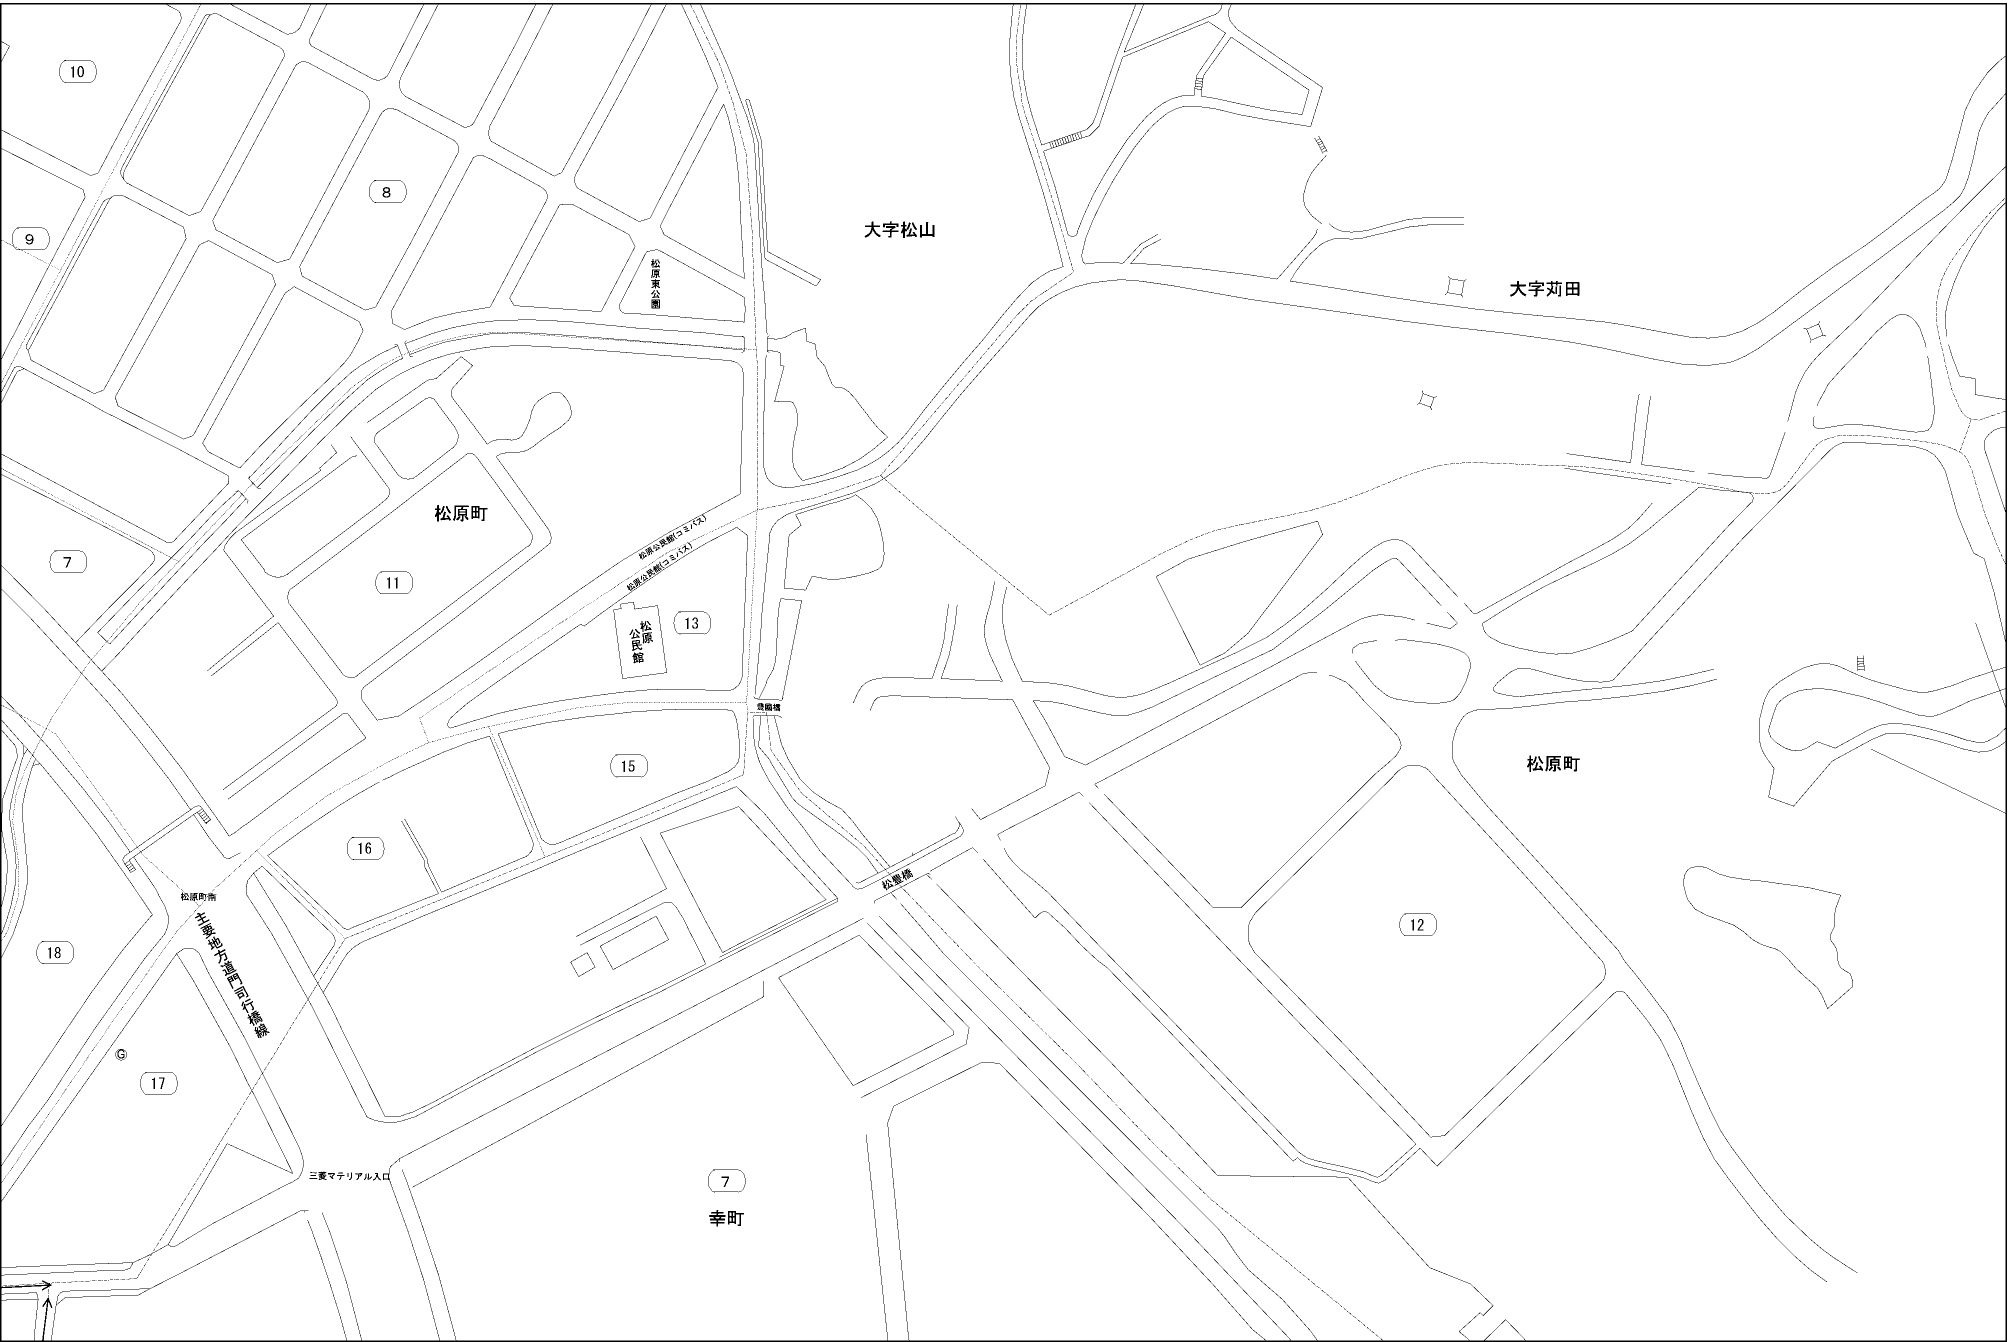 10
8
9
大字松山
松原東公園
大字苅田
松原町
7
11
松原公民館(コミバス)
松原公民館(コミバス)
13
松原
公民館
豊國橋
15
松原町
16
松豊橋
松原町南
主要地方道門司行橋線
18
12
G
17
三菱マテリアル入口
7
幸町